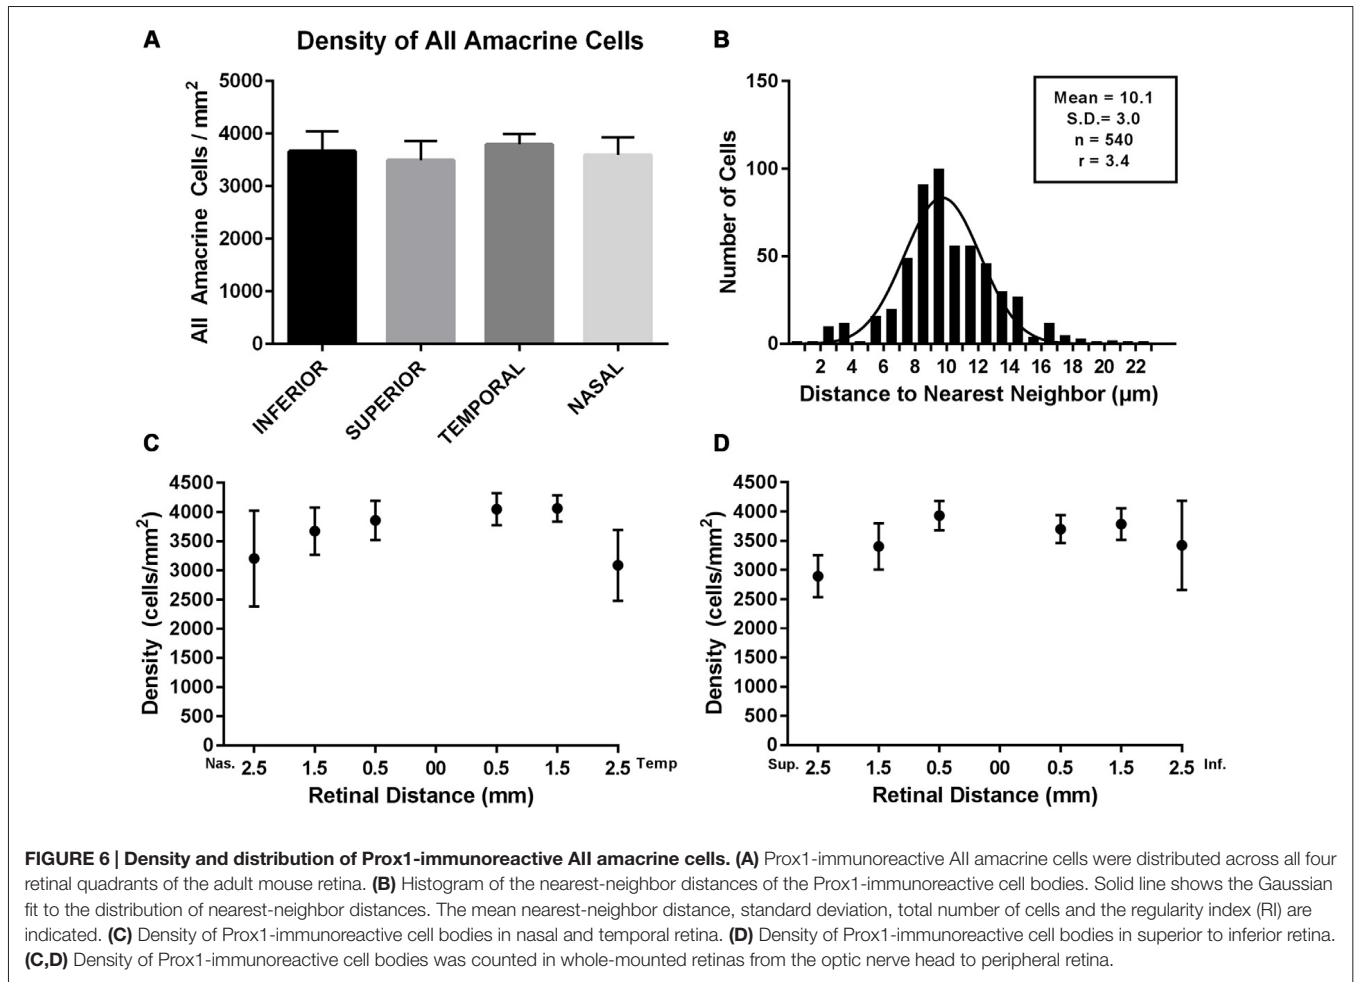 A
Density of AII Amacrine Cells
AII Amacrine Cells / mm²
5000
4000
3000
2000
1000
0
INFERIOR
SUPERIOR
TEMPORAL
NASAL
B
Number of Cells
150
100
50
0
Mean = 10.1
S.D.= 3.0
n = 540
r = 3.4
2 4 6 8 10 12 14 16 18 20 22
Distance to Nearest Neighbor (µm)
C
Density (cells/mm²)
4500
4000
3500
3000
2500
2000
1500
1000
500
0
Nas. 2.5 1.5 0.5 00 0.5 1.5 2.5 Temp
Retinal Distance (mm)
D
Density (cells/mm²)
4500
4000
3500
3000
2500
2000
1500
1000
500
0
Sup. 2.5 1.5 0.5 00 0.5 1.5 2.5 Inf.
Retinal Distance (mm)
FIGURE 6 | Density and distribution of Prox1-immunoreactive AII amacrine cells. (A) Prox1-immunoreactive AII amacrine cells were distributed across all four
retinal quadrants of the adult mouse retina. (B) Histogram of the nearest-neighbor distances of the Prox1-immunoreactive cell bodies. Solid line shows the Gaussian
fit to the distribution of nearest-neighbor distances. The mean nearest-neighbor distance, standard deviation, total number of cells and the regularity index (RI) are
indicated. (C) Density of Prox1-immunoreactive cell bodies in nasal and temporal retina. (D) Density of Prox1-immunoreactive cell bodies in superior to inferior retina.
(C,D) Density of Prox1-immunoreactive cell bodies was counted in whole-mounted retinas from the optic nerve head to peripheral retina.